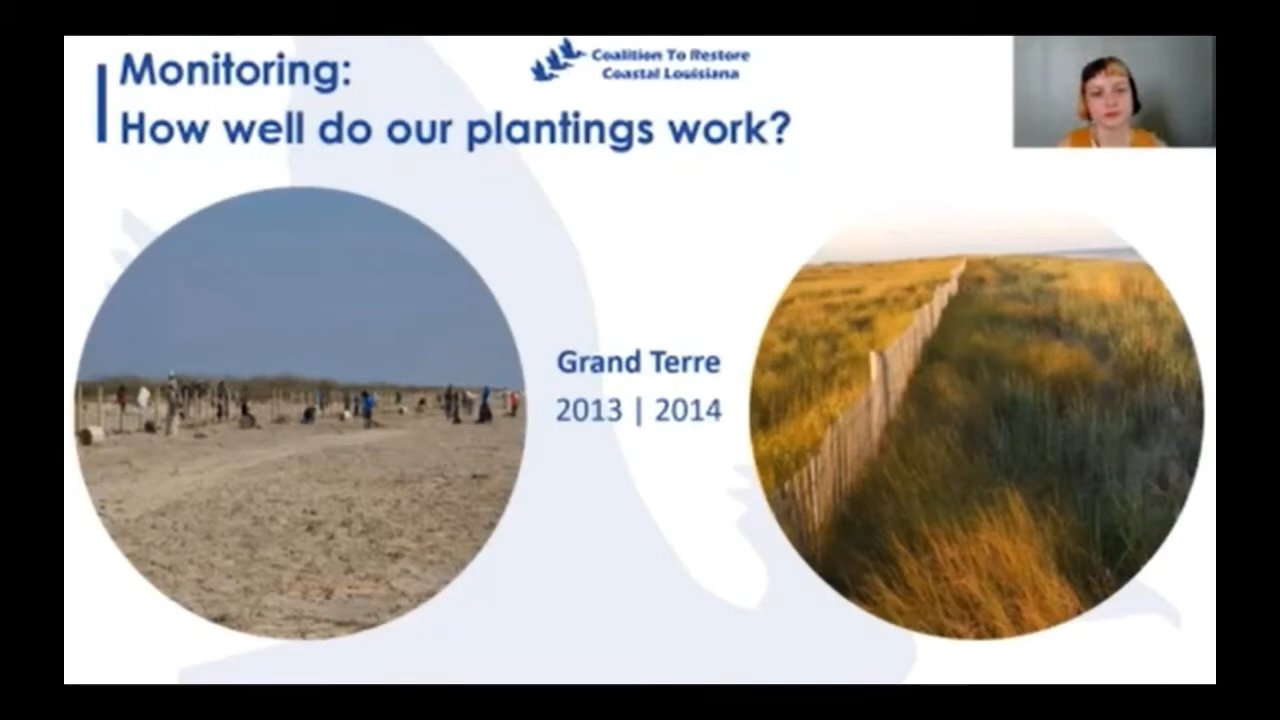 Monitoring:
How well do our plantings work?
Coalition To Restore
Coastal Louisiana
Grand Terre
2013 | 2014